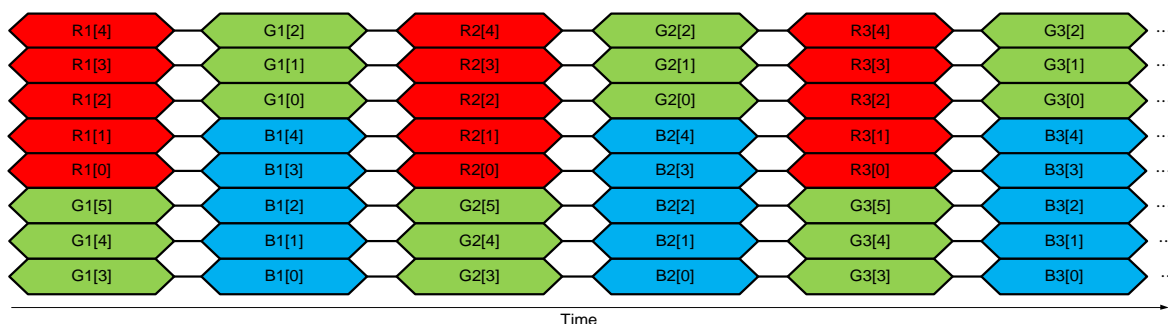 R1[4] G1[2] R2[4] G2[2] R3[4] G3[2] ...
R1[3] G1[1] R2[3] G2[1] R3[3] G3[1] ...
R1[2] G1[0] R2[2] G2[0] R3[2] G3[0] ...
R1[1] B1[4] R2[1] B2[4] R3[1] B3[4] ...
R1[0] B1[3] R2[0] B2[3] R3[0] B3[3] ...
G1[5] B1[2] G2[5] B2[2] G3[5] B3[2] ...
G1[4] B1[1] G2[4] B2[1] G3[4] B3[1] ...
G1[3] B1[0] G2[3] B2[0] G3[3] B3[0] ...
Time